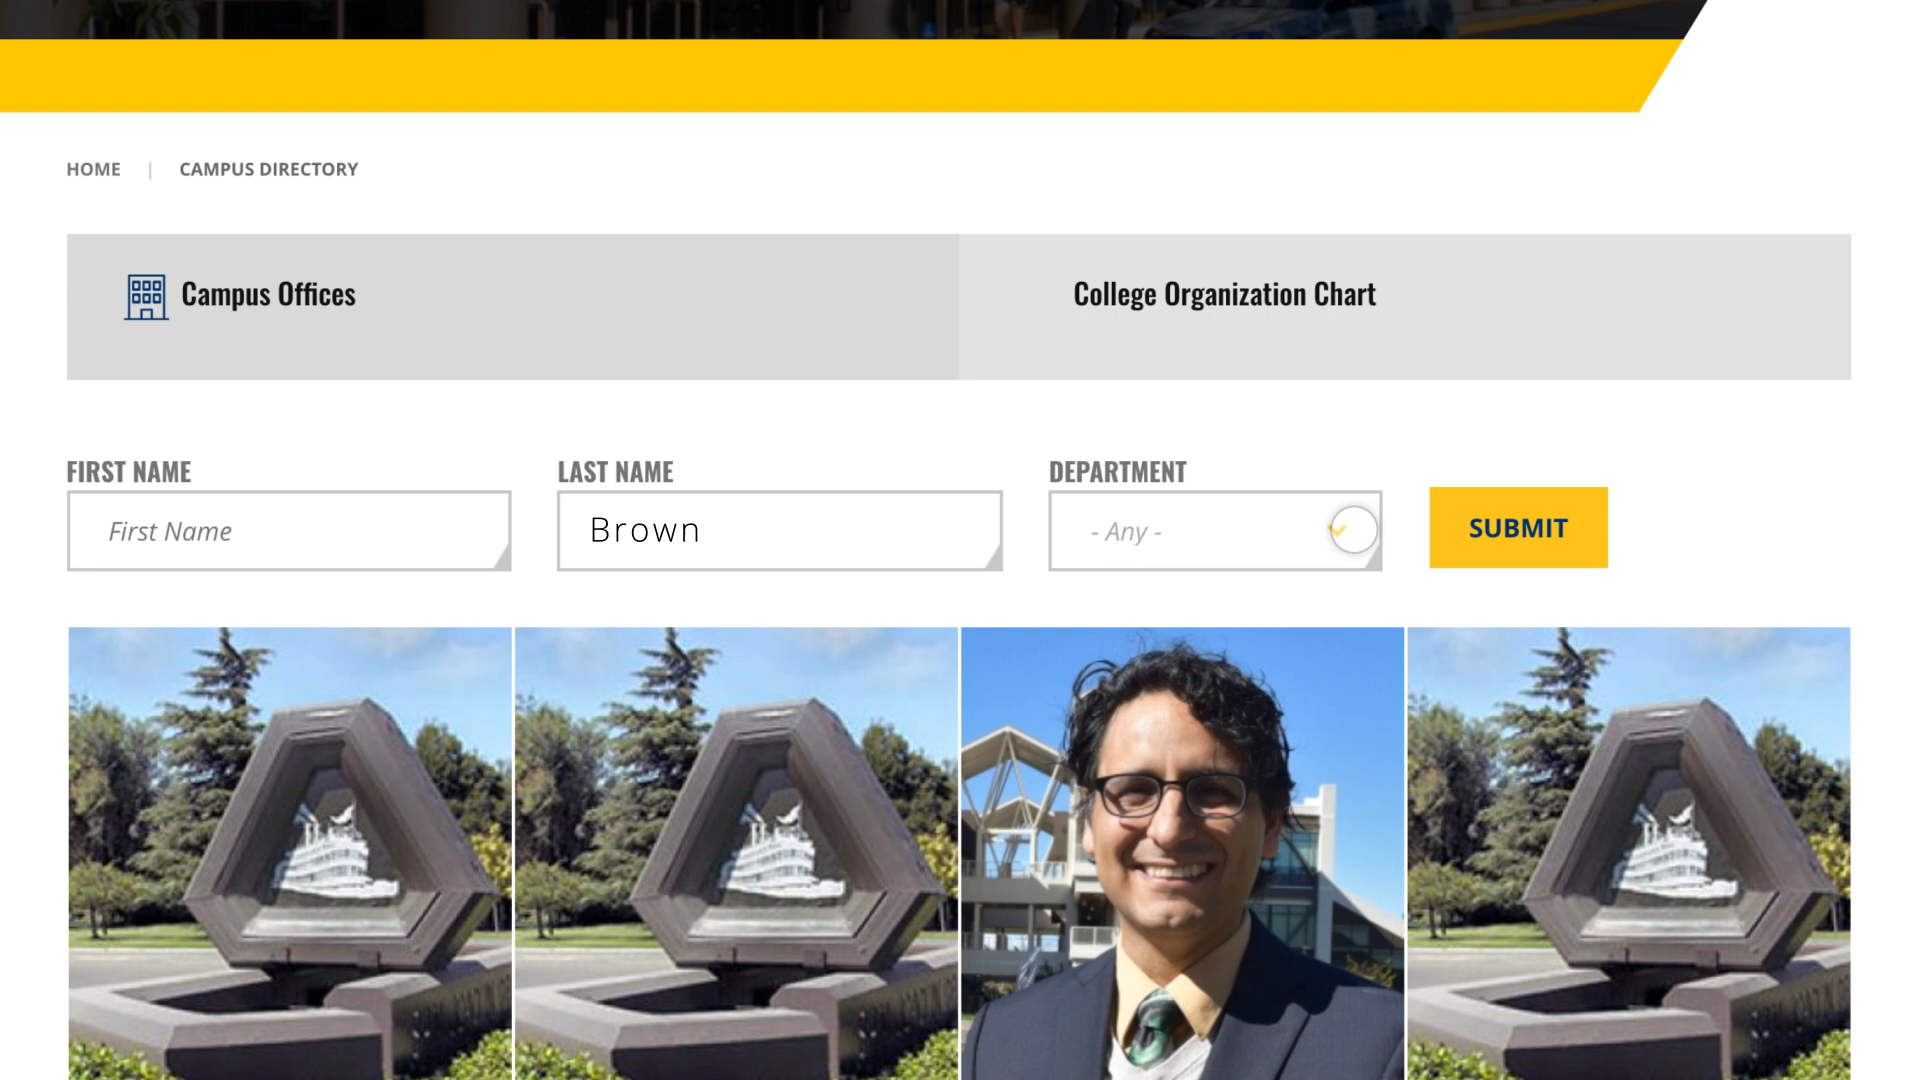 HOME | CAMPUS DIRECTORY
Campus Offices
College Organization Chart
FIRST NAME
LAST NAME
DEPARTMENT
First Name
Brown
- Any -
SUBMIT